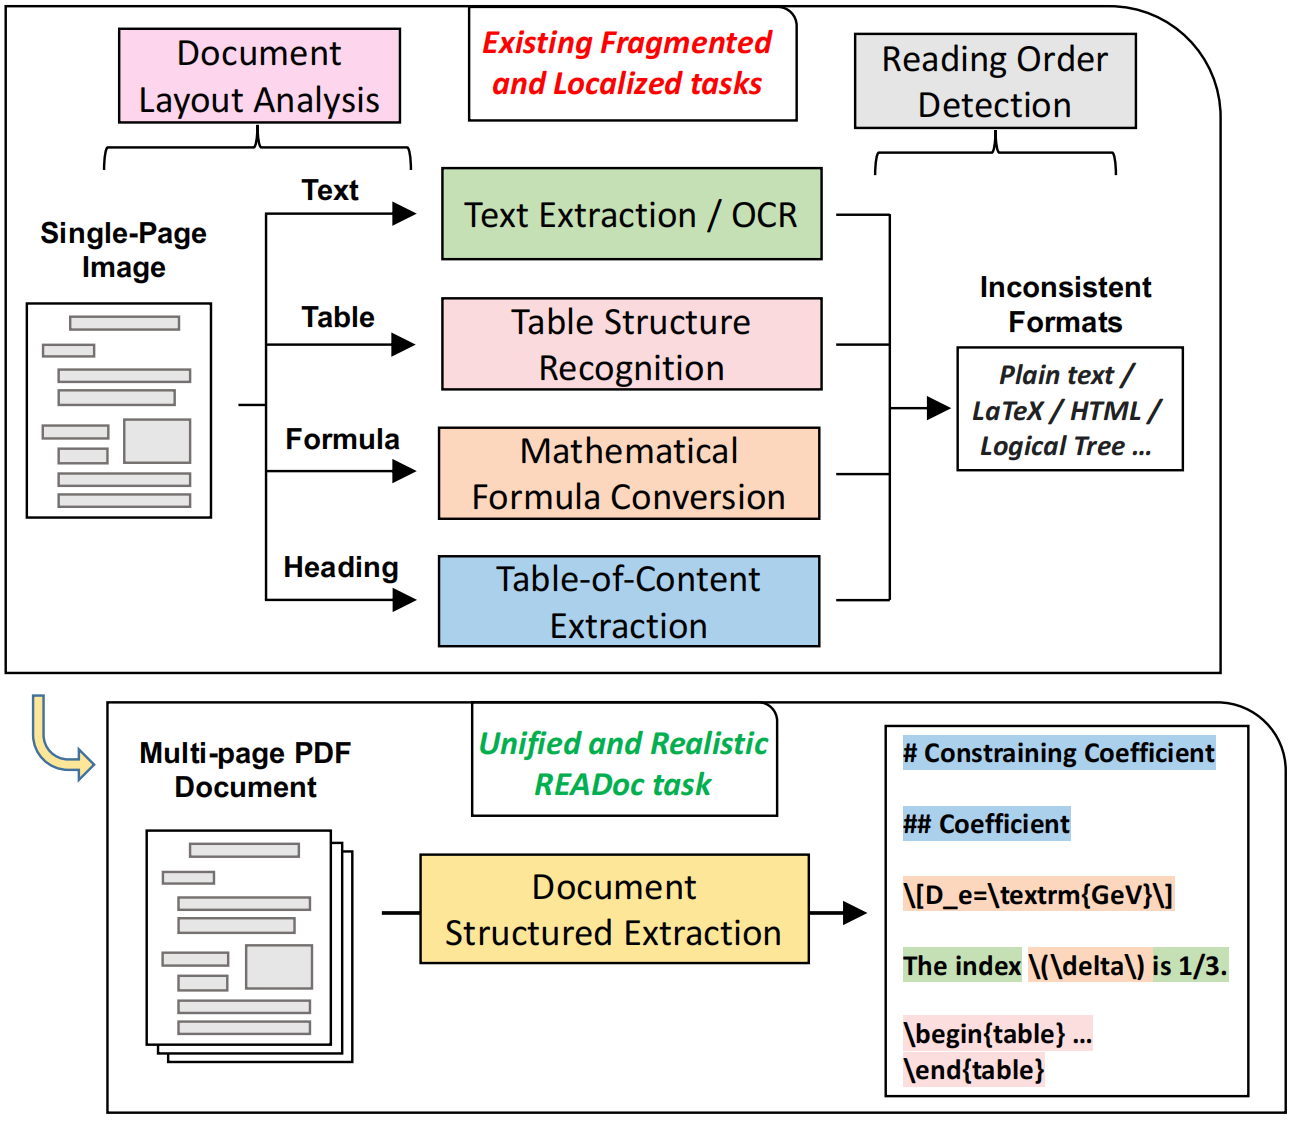 Existing Fragmented
and Localized tasks
Document
Layout Analysis
Reading Order
Detection
Single-Page
Image
Text
Text Extraction / OCR
Table
Table Structure
Recognition
Formula
Mathematical
Formula Conversion
Heading
Table-of-Content
Extraction
Inconsistent
Formats
Plain text /
LaTeX / HTML /
Logical Tree ...
Unified and Realistic
READoc task
Multi-page PDF
Document
Document
Structured Extraction
# Constraining Coefficient
## Coefficient
\[D_e=\textrm{GeV}\]
The index \(\delta\) is 1/3.
\begin{table} ...
\end{table}